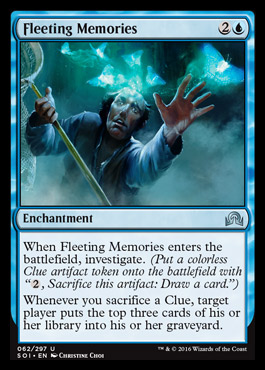 Fleeting Memories 2
Enchantment
When Fleeting Memories enters the
battlefield, investigate. (Put a colorless
Clue artifact token onto the battlefield with
"2, Sacrifice this artifact: Draw a card.")
Whenever you sacrifice a Clue, target
player puts the top three cards of his or
her library into his or her graveyard.
062/297 U
SOI • EN Christine Choi
™ & © 2016 Wizards of the Coast